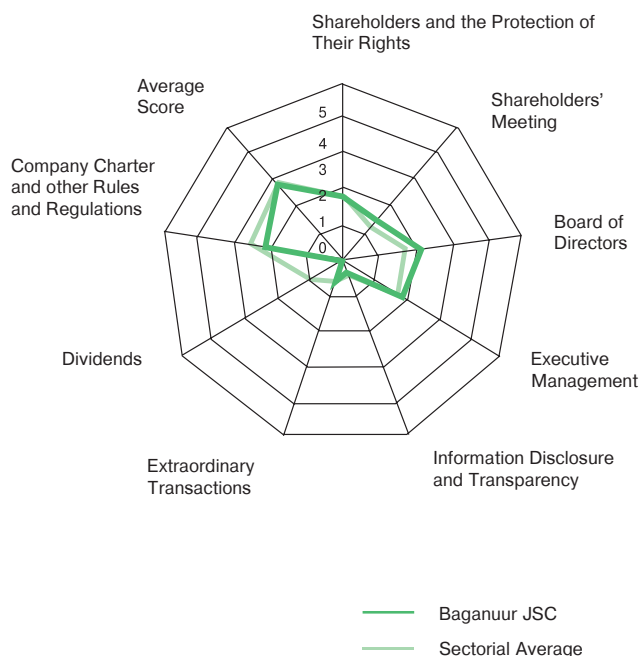 Shareholders and the Protection of
Their Rights
Average
Score
Shareholders'
Meeting
5
4
3
2
1
0
Company Charter
and other Rules
and Regulations
Board of
Directors
Dividends
Executive
Management
Extraordinary
Transactions
Information Disclosure
and Transparency
Baganuur JSC
Sectorial Average